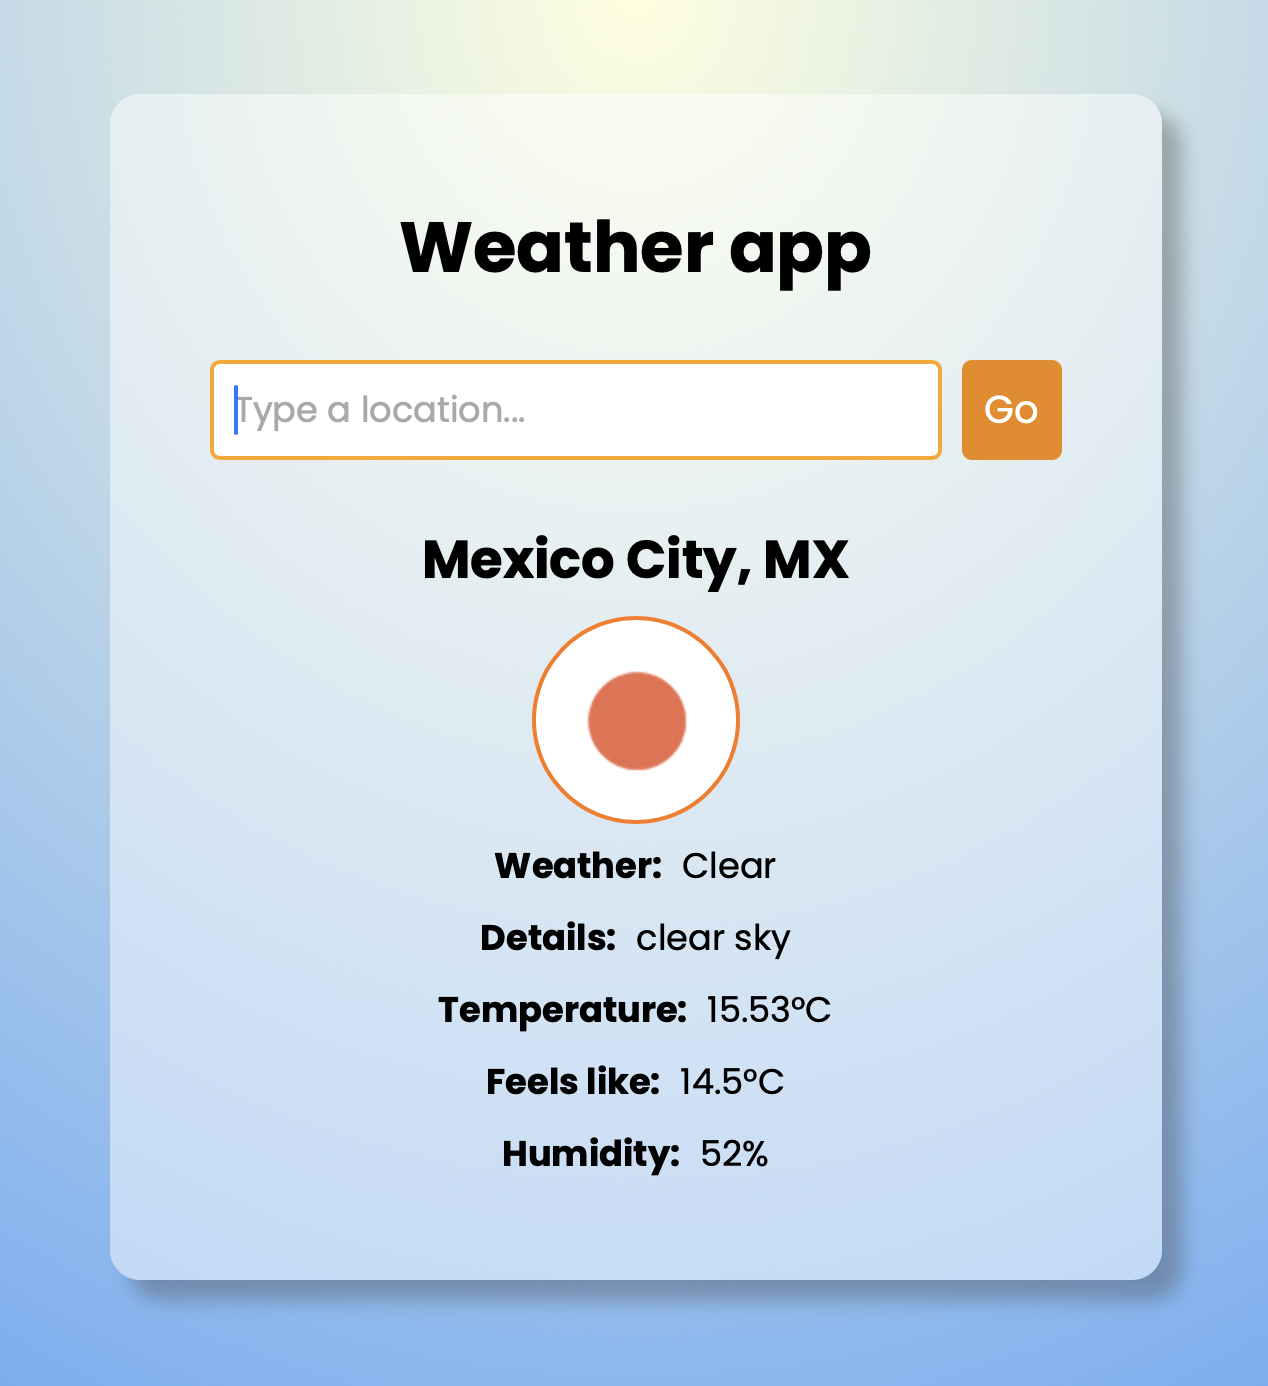 Weather app
Type a location...
Go
Mexico City, MX
Weather: Clear
Details: clear sky
Temperature: 15.53°C
Feels like: 14.5°C
Humidity: 52%